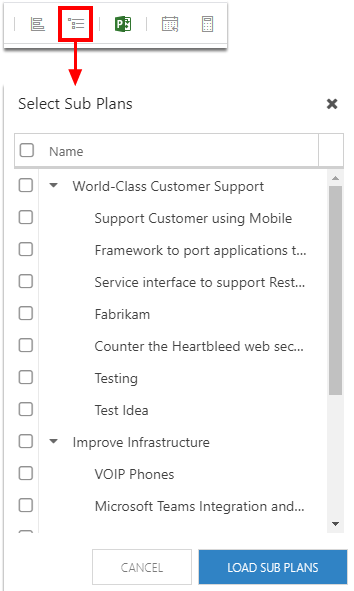 Select Sub Plans
Name
World-Class Customer Support
Support Customer using Mobile
Framework to port applications t...
Service interface to support Rest...
Fabrikam
Counter the Heartbleed web sec...
Testing
Test Idea
Improve Infrastructure
VOIP Phones
Microsoft Teams Integration and...
CANCEL LOAD SUB PLANS